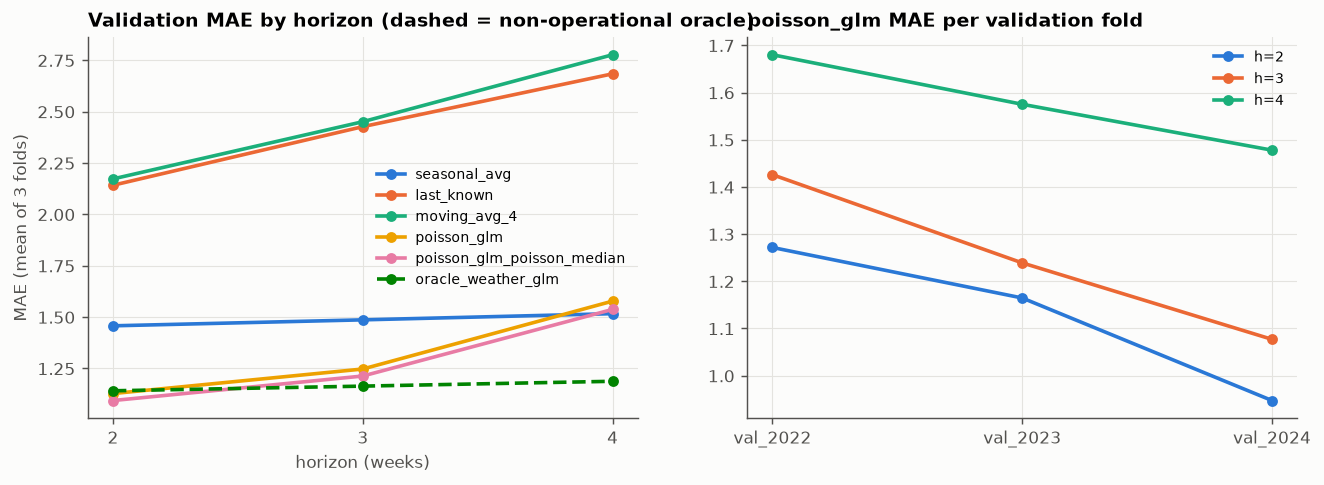 Validation MAE by horizon (dashed = non-operational oracle)
MAE (mean of 3 folds)
2.75
2.50
2.25
2.00
1.75
1.50
1.25
seasonal_avg
last_known
moving_avg_4
poisson_glm
poisson_glm_poisson_median
oracle_weather_glm
2
3
4
horizon (weeks)
poisson_glm MAE per validation fold
1.7
1.6
1.5
1.4
1.3
1.2
1.1
1.0
h=2
h=3
h=4
val_2022
val_2023
val_2024